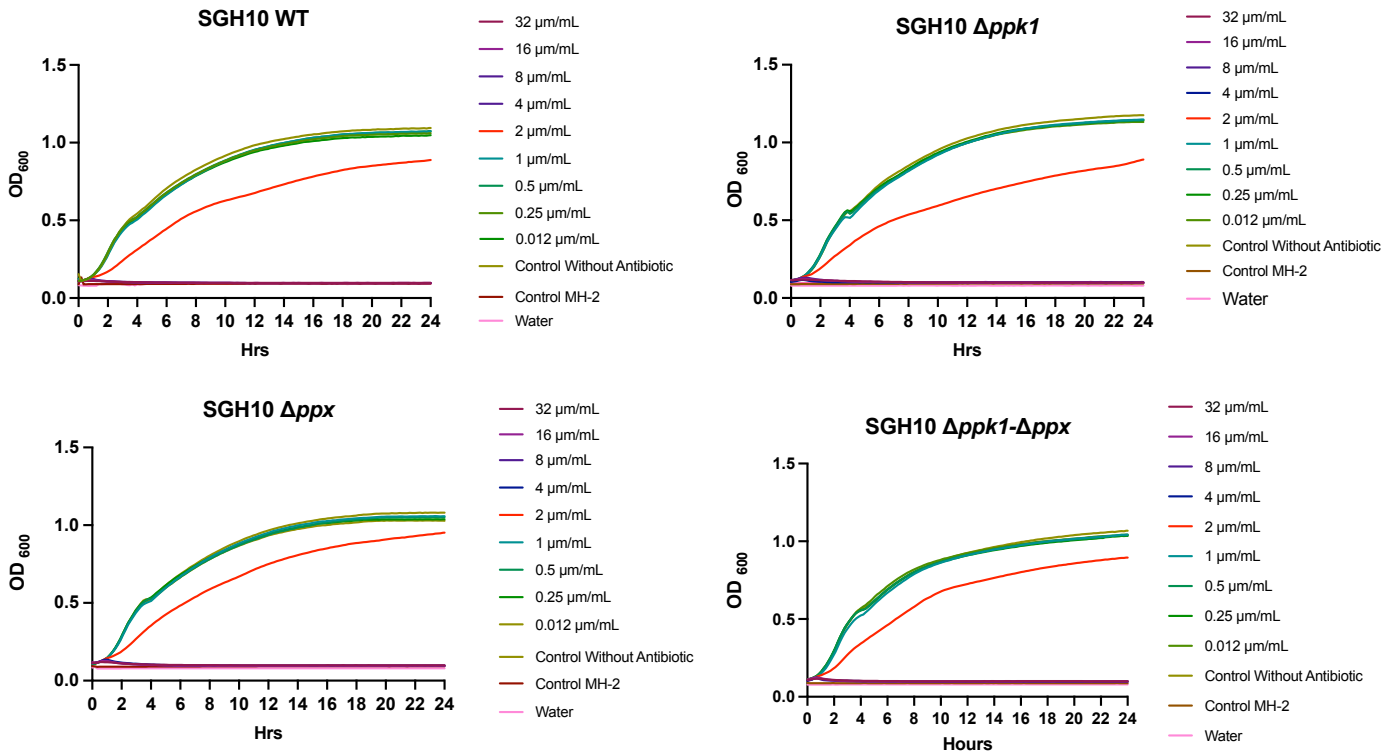 SGH10 WT
OD600
1.5
1.0
0.5
0.0
0 2 4 6 8 10 12 14 16 18 20 22 24
Hrs
32 µm/mL
16 µm/mL
8 µm/mL
4 µm/mL
2 µm/mL
1 µm/mL
0.5 µm/mL
0.25 µm/mL
0.012 µm/mL
Control Without Antibiotic
Control MH-2
Water
SGH10 Δppk1
OD600
1.5
1.0
0.5
0.0
0 2 4 6 8 10 12 14 16 18 20 22 24
Hrs
32 µm/mL
16 µm/mL
8 µm/mL
4 µm/mL
2 µm/mL
1 µm/mL
0.5 µm/mL
0.25 µm/mL
0.012 µm/mL
Control Without Antibiotic
Control MH-2
Water
SGH10 Δppx
OD600
1.5
1.0
0.5
0.0
0 2 4 6 8 10 12 14 16 18 20 22 24
Hrs
32 µm/mL
16 µm/mL
8 µm/mL
4 µm/mL
2 µm/mL
1 µm/mL
0.5 µm/mL
0.25 µm/mL
0.012 µm/mL
Control Without Antibiotic
Control MH-2
Water
SGH10 Δppk1-Δppx
OD 600
1.5
1.0
0.5
0.0
0 2 4 6 8 10 12 14 16 18 20 22 24
Hours
32 µm/mL
16 µm/mL
8 µm/mL
4 µm/mL
2 µm/mL
1 µm/mL
0.5 µm/mL
0.25 µm/mL
0.012 µm/mL
Control Without Antibiotic
Control MH-2
Water